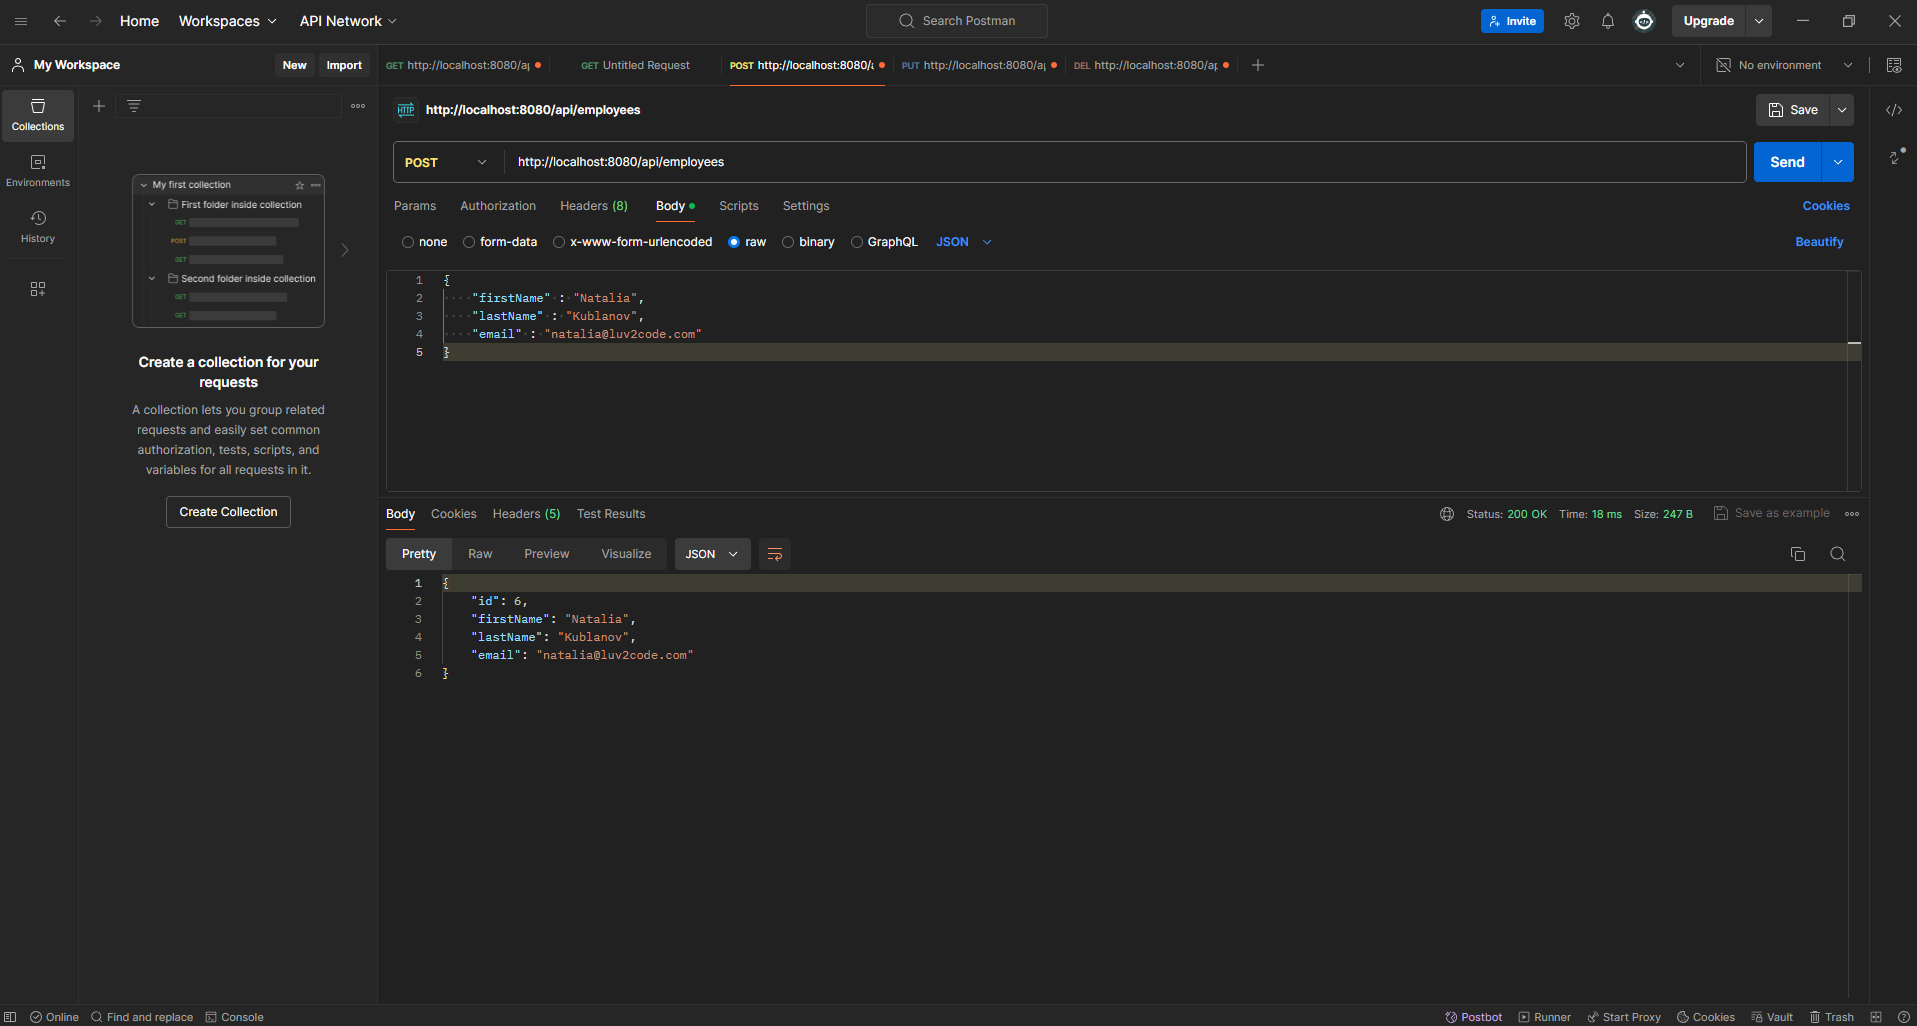 Home Workspaces API Network
Search Postman
Invite
Upgrade
My Workspace
New Import
GET http://localhost:8080/a
GET Untitled Request
POST http://localhost:8080/
PUT http://localhost:8080/a
DEL http://localhost:8080/a
No environment
Collections
Environments
History
My first collection
First folder inside collection
GET
POST
GET
Second folder inside collection
GET
GET
Create a collection for your
requests
A collection lets you group related
requests and easily set common
authorization, tests, scripts, and
variables for all requests in it.
Create Collection
HTTP http://localhost:8080/api/employees
Save
POST http://localhost:8080/api/employees
Send
Params Authorization Headers (8) Body Scripts Settings
Cookies
none form-data x-www-form-urlencoded raw binary GraphQL JSON
Beautify
1 {
2 "firstName" : "Natalia",
3 "lastName" : "Kublanov",
4 "email" : "natalia@luv2code.com"
5 }
Body Cookies Headers (5) Test Results
Status: 200 OK Time: 18 ms Size: 247 B
Save as example
Pretty Raw Preview Visualize JSON
1 {
2 "id": 6,
3 "firstName": "Natalia",
4 "lastName": "Kublanov",
5 "email": "natalia@luv2code.com"
6 }
Online Find and replace Console
Postbot Runner Start Proxy Cookies Vault Trash